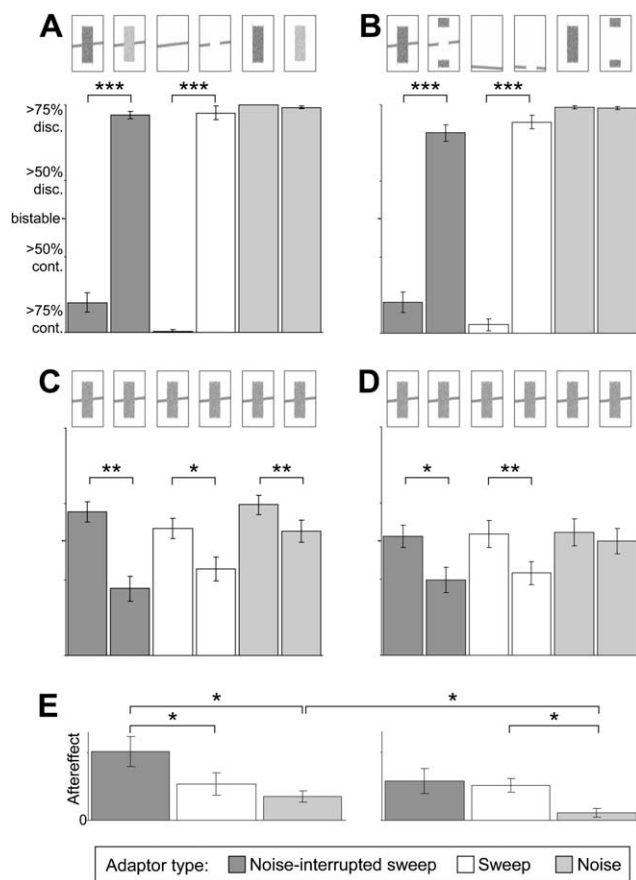 A
B
***
***
***
***
>75%
disc.
>50%
disc.
bistable
>50%
cont.
>75%
cont.
C
D
**
*
**
*
**
E
*
*
*
*
Aftereffect
0
Adaptor type: Noise-interrupted sweep Sweep Noise